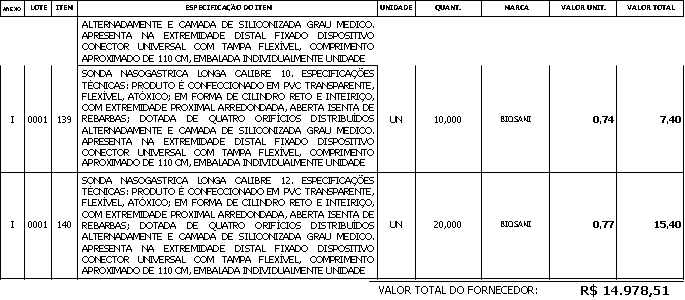 ANEXO LOTE ITEM ESPECIFICAÇÃO DO ITEM UNIDADE QUANT. MARCA VALOR UNIT. VALOR TOTAL
ALTERNADAMENTE E CAMADA DE SILICONIZADA GRAU MEDICO.
APRESENTA NA EXTREMIDADE DISTAL FIXADO DISPOSITIVO
CONECTOR UNIVERSAL COM TAMPA FLEXÍVEL, COMPRIMENTO
APROXIMADO DE 110 CM, EMBALADA INDIVIDUALMENTE UNIDADE
SONDA NASOGASTRICA LONGA CALIBRE 10. ESPECIFICAÇÕES
TÉCNICAS: PRODUTO É CONFECCIONADO EM PVC TRANSPARENTE,
FLEXÍVEL, ATÓXICO; EM FORMA DE CILINDRO RETO E INTEIRIÇO,
COM EXTREMIDADE PROXIMAL ARREDONDADA, ABERTA ISENTA DE
I 0001 139 REBARBAS; DOTADA DE QUATRO ORIFÍCIOS DISTRIBUÍDOS UN 10,000 BIOSANI 0,74 7,40
ALTERNADAMENTE E CAMADA DE SILICONIZADA GRAU MEDICO.
APRESENTA NA EXTREMIDADE DISTAL FIXADO DISPOSITIVO
CONECTOR UNIVERSAL COM TAMPA FLEXÍVEL, COMPRIMENTO
APROXIMADO DE 110 CM, EMBALADA INDIVIDUALMENTE UNIDADE
SONDA NASOGASTRICA LONGA CALIBRE 12. ESPECIFICAÇÕES
TÉCNICAS: PRODUTO É CONFECCIONADO EM PVC TRANSPARENTE,
FLEXÍVEL, ATÓXICO; EM FORMA DE CILINDRO RETO E INTEIRIÇO,
COM EXTREMIDADE PROXIMAL ARREDONDADA, ABERTA ISENTA DE
I 0001 140 REBARBAS; DOTADA DE QUATRO ORIFÍCIOS DISTRIBUÍDOS UN 20,000 BIOSANI 0,77 15,40
ALTERNADAMENTE E CAMADA DE SILICONIZADA GRAU MEDICO.
APRESENTA NA EXTREMIDADE DISTAL FIXADO DISPOSITIVO
CONECTOR UNIVERSAL COM TAMPA FLEXÍVEL, COMPRIMENTO
APROXIMADO DE 110 CM, EMBALADA INDIVIDUALMENTE UNIDADE
VALOR TOTAL DO FORNECEDOR: R$ 14.978,51